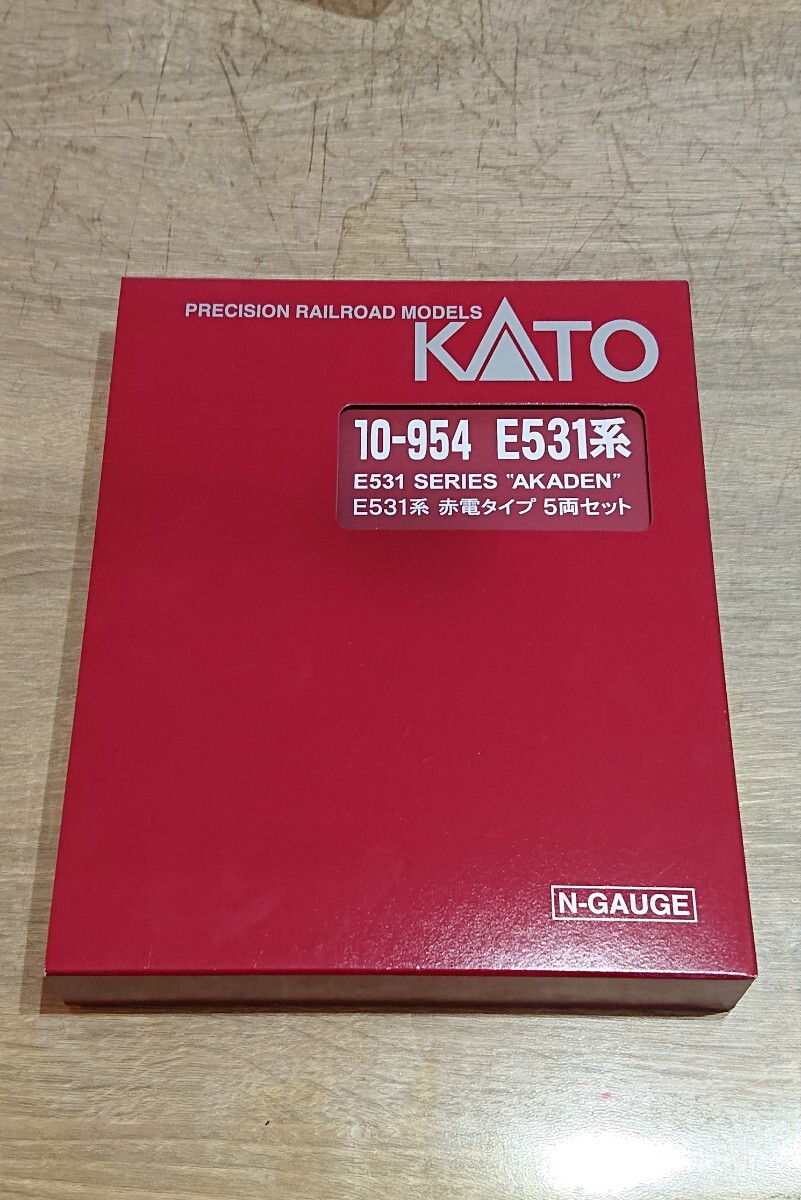 PRECISION RAILROAD MODELS
KATO
10-954 E531系
E531 SERIES “AKADEN”
E531系 赤電タイプ 5両セット
N-GAUGE